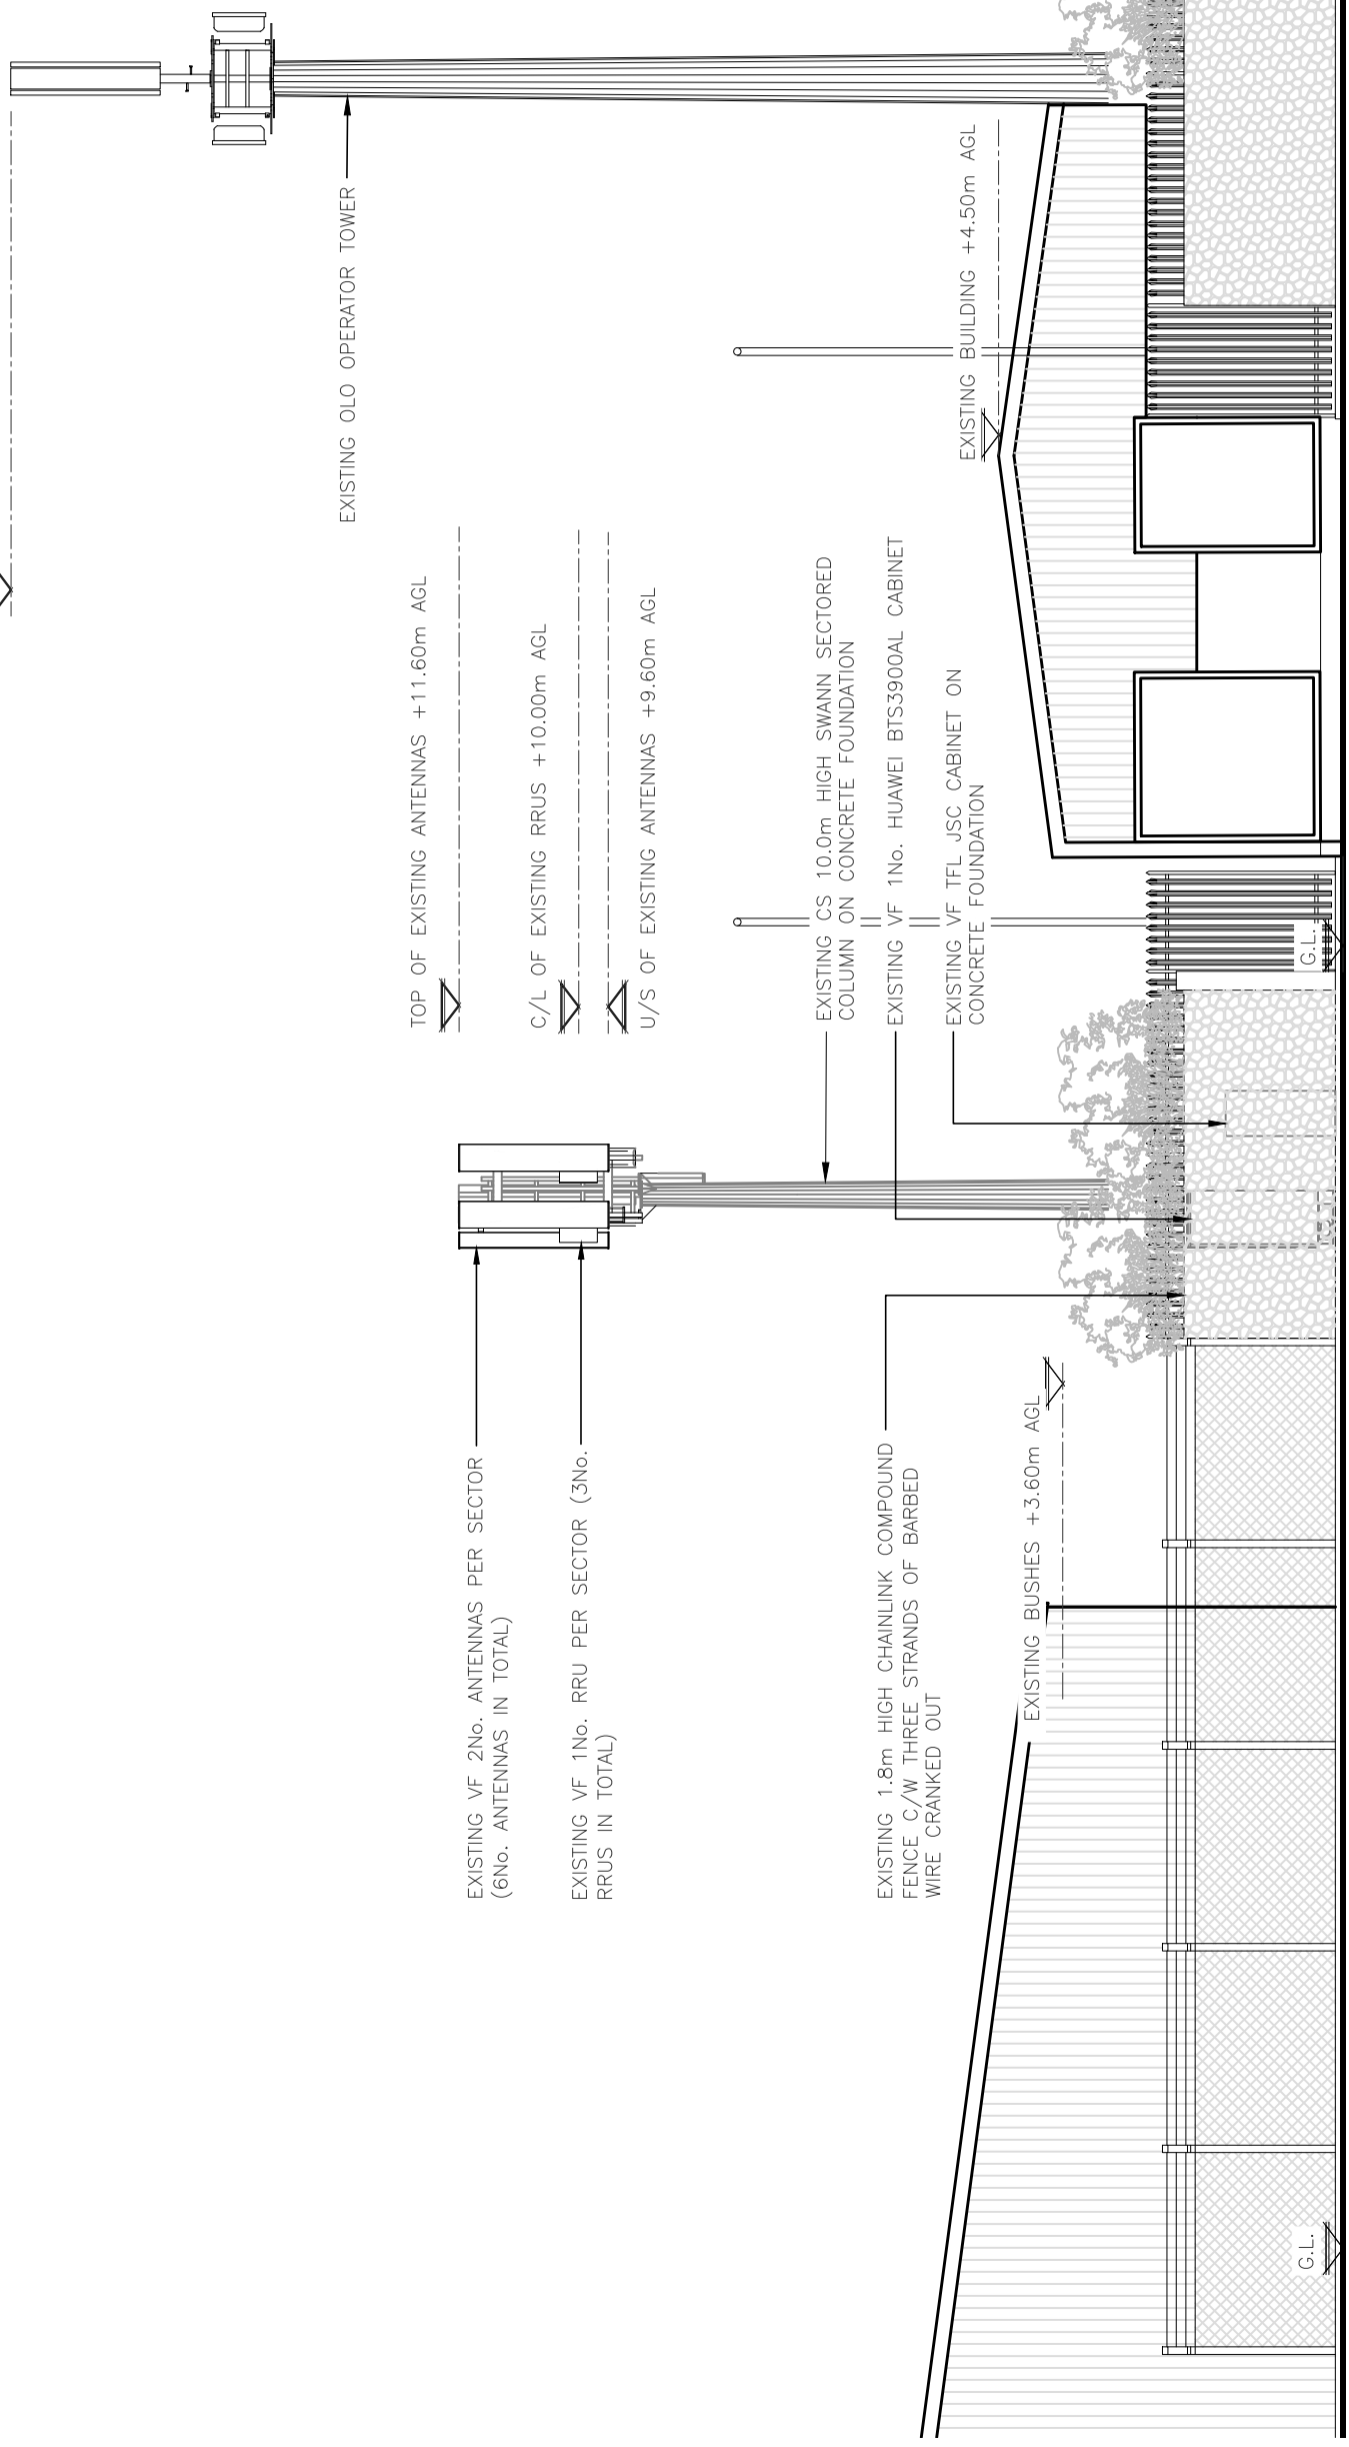 EXISTING OLO OPERATOR TOWER
TOP OF EXISTING ANTENNAS +11.60m AGL
C/L OF EXISTING RRUS +10.00m AGL
U/S OF EXISTING ANTENNAS +9.60m AGL
EXISTING VF 2No. ANTENNAS PER SECTOR
(6No. ANTENNAS IN TOTAL)
EXISTING VF 1No. RRU PER SECTOR (3No.
RRUS IN TOTAL)
EXISTING CS 10.0m HIGH SWANN SECTORED
COLUMN ON CONCRETE FOUNDATION
EXISTING VF 1No. HUAWEI BTS3900AL CABINET
EXISTING VF TFL JSC CABINET ON
CONCRETE FOUNDATION
EXISTING BUILDING +4.50m AGL
EXISTING 1.8m HIGH CHAINLINK COMPOUND
FENCE C/W THREE STRANDS OF BARBED
WIRE CRANKED OUT
EXISTING BUSHES +3.60m AGL
G.L.
G.L.